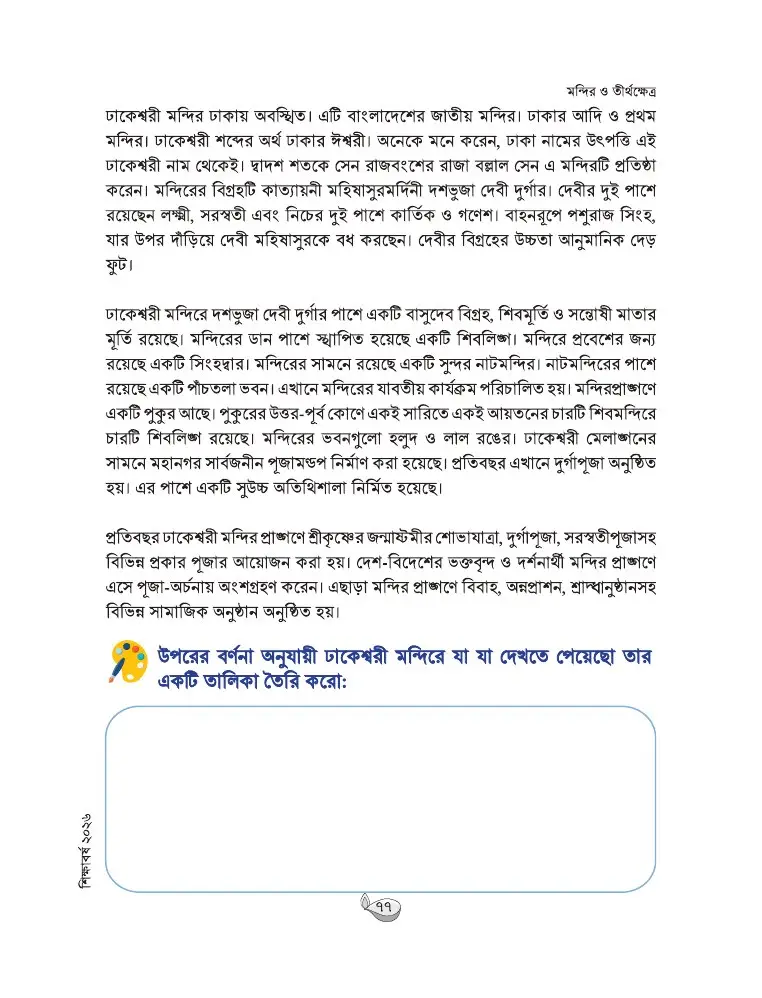 মন্দির ও তীর্থক্ষেত্র
ঢাকেশ্বরী মন্দির ঢাকায় অবস্থিত। এটি বাংলাদেশের জাতীয় মন্দির। ঢাকার আদি ও প্রথম
মন্দির। ঢাকেশ্বরী শব্দের অর্থ ঢাকার ঈশ্বরী। অনেকে মনে করেন, ঢাকা নামের উৎপত্তি এই
ঢাকেশ্বরী নাম থেকেই। দ্বাদশ শতকে সেন রাজবংশের রাজা বল্লাল সেন এ মন্দিরটি প্রতিষ্ঠা
করেন। মন্দিরের বিগ্রহটি কাত্যায়নী মহিষাসুরমর্দিনী দশভুজা দেবী দুর্গার। দেবীর দুই পাশে
রয়েছেন লক্ষ্মী, সরস্বতী এবং নিচের দুই পাশে কার্তিক ও গণেশ। বাহনরূপে পশুরাজ সিংহ,
যার উপর দাঁড়িয়ে দেবী মহিষাসুরকে বধ করছেন। দেবীর বিগ্রহের উচ্চতা আনুমানিক দেড়
ফুট।
ঢাকেশ্বরী মন্দিরে দশভুজা দেবী দুর্গার পাশে একটি বাসুদেব বিগ্রহ, শিবমূর্তি ও সন্তোষী মাতার
মূর্তি রয়েছে। মন্দিরের ডান পাশে স্থাপিত হয়েছে একটি শিবলিঙ্গ। মন্দিরে প্রবেশের জন্য
রয়েছে একটি সিংহদ্বার। মন্দিরের সামনে রয়েছে একটি সুন্দর নাটমন্দির। নাটমন্দিরের পাশে
রয়েছে একটি পাঁচতলা ভবন। এখানে মন্দিরের যাবতীয় কার্যক্রম পরিচালিত হয়। মন্দিরপ্রাঙ্গণে
একটি পুকুর আছে। পুকুরের উত্তর-পূর্ব কোণে একই সারিতে একই আয়তনের চারটি শিবমন্দিরে
চারটি শিবলিঙ্গ রয়েছে। মন্দিরের ভবনগুলো হলুদ ও লাল রঙের। ঢাকেশ্বরী মেলাঙ্গনের
সামনে মহানগর সার্বজনীন পূজামণ্ডপ নির্মাণ করা হয়েছে। প্রতিবছর এখানে দুর্গাপূজা অনুষ্ঠিত
হয়। এর পাশে একটি সুউচ্চ অতিথিশালা নির্মিত হয়েছে।
প্রতিবছর ঢাকেশ্বরী মন্দির প্রাঙ্গণে শ্রীকৃষ্ণের জন্মাষ্টমীর শোভাযাত্রা, দুর্গাপূজা, সরস্বতীপূজাসহ
বিভিন্ন প্রকার পূজার আয়োজন করা হয়। দেশ-বিদেশের ভক্তবৃন্দ ও দর্শনার্থী মন্দির প্রাঙ্গণে
এসে পূজা-অর্চনায় অংশগ্রহণ করেন। এছাড়া মন্দির প্রাঙ্গণে বিবাহ, অন্নপ্রাশন, শ্রাদ্ধানুষ্ঠানসহ
বিভিন্ন সামাজিক অনুষ্ঠান অনুষ্ঠিত হয়।
উপরের বর্ণনা অনুযায়ী ঢাকেশ্বরী মন্দিরে যা যা দেখতে পেয়েছো তার
একটি তালিকা তৈরি করো:
শিক্ষাবর্ষ ২০২৬
৭৭